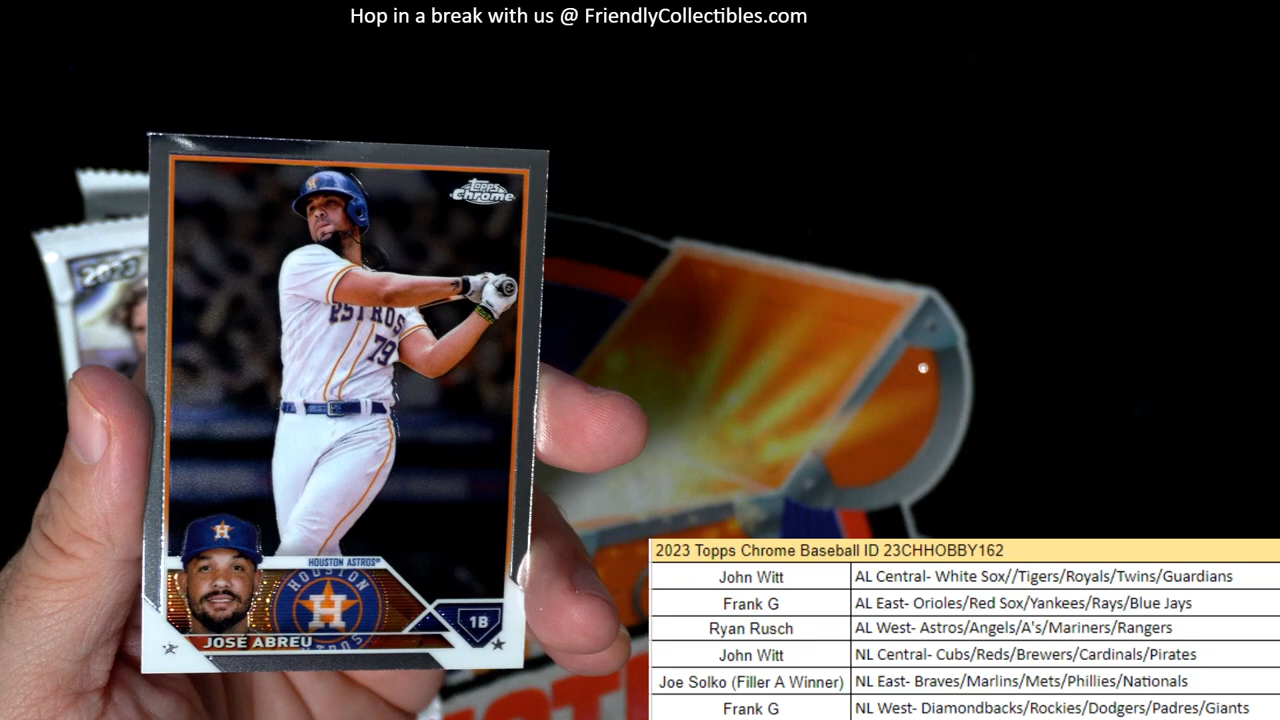 Hop in a break with us @ FriendlyCollectibles.com
Topps
Chrome
2023
ASTROS
79
HOUSTON ASTROS®
HOUSTON
H
ASTROS
1B
JOSÉ ABREU
2023 Topps Chrome Baseball ID 23CHHOBBY162
John Witt AL Central- White Sox//Tigers/Royals/Twins/Guardians
Frank G AL East- Orioles/Red Sox/Yankees/Rays/Blue Jays
Ryan Rusch AL West- Astros/Angels/A's/Mariners/Rangers
John Witt NL Central- Cubs/Reds/Brewers/Cardinals/Pirates
Joe Solko (Filler A Winner) NL East- Braves/Marlins/Mets/Phillies/Nationals
Frank G NL West- Diamondbacks/Rockies/Dodgers/Padres/Giants